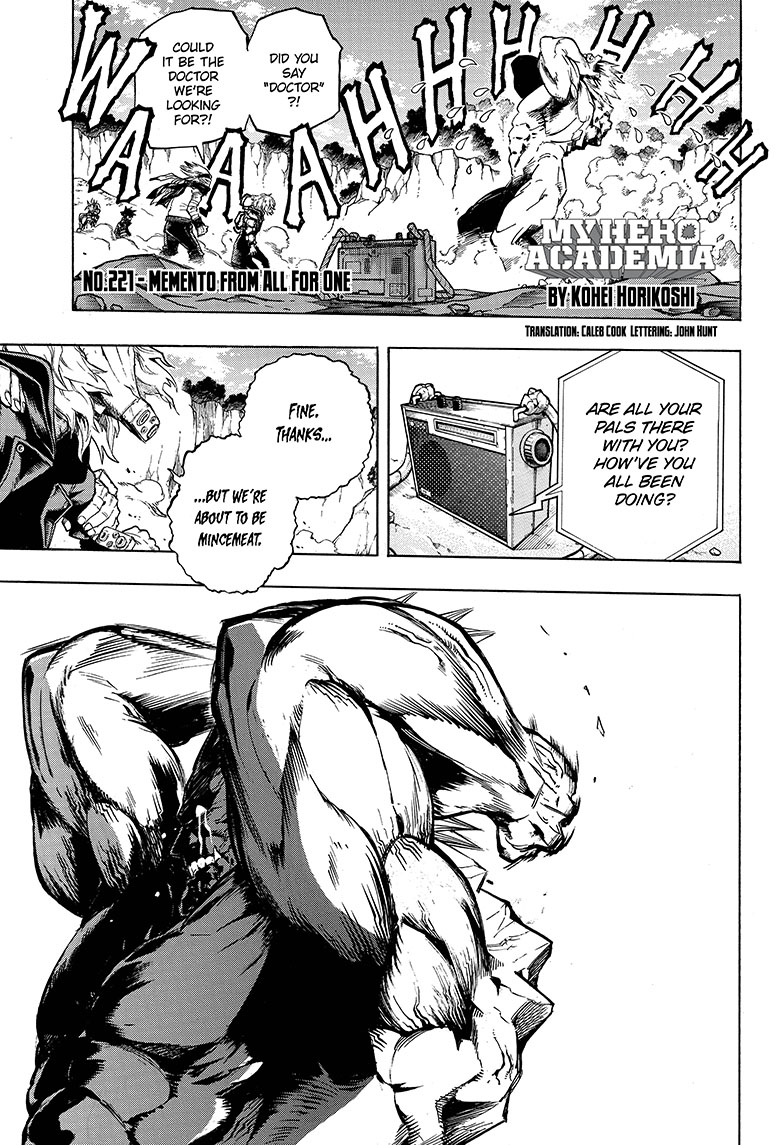 WAAAHHHHHH
COULD
IT BE THE
DOCTOR
WE'RE
LOOKING
FOR?!
DID YOU
SAY
"DOCTOR"
?!
MY HERO
ACADEMIA
NO.221 - MEMENTO FROM ALL FOR ONE
BY KOHEI HORIKOSHI
TRANSLATION: CALEB COOK LETTERING: JOHN HUNT
ARE ALL YOUR
PALS THERE
WITH YOU?
HOW'VE YOU
ALL BEEN
DOING?
FINE.
THANKS...
...BUT WE'RE
ABOUT TO BE
MINCEMEAT.